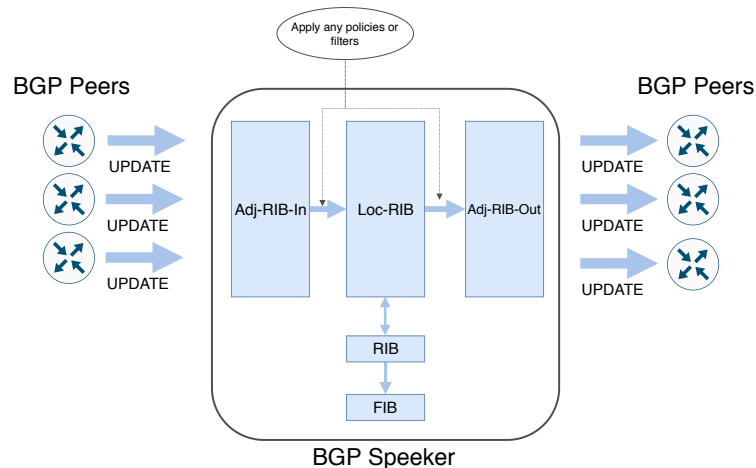 Apply any policies or
filters
BGP Peers
BGP Peers
UPDATE
UPDATE
UPDATE
Adj-RIB-In
Loc-RIB
Adj-RIB-Out
UPDATE
UPDATE
UPDATE
RIB
FIB
BGP Speeker